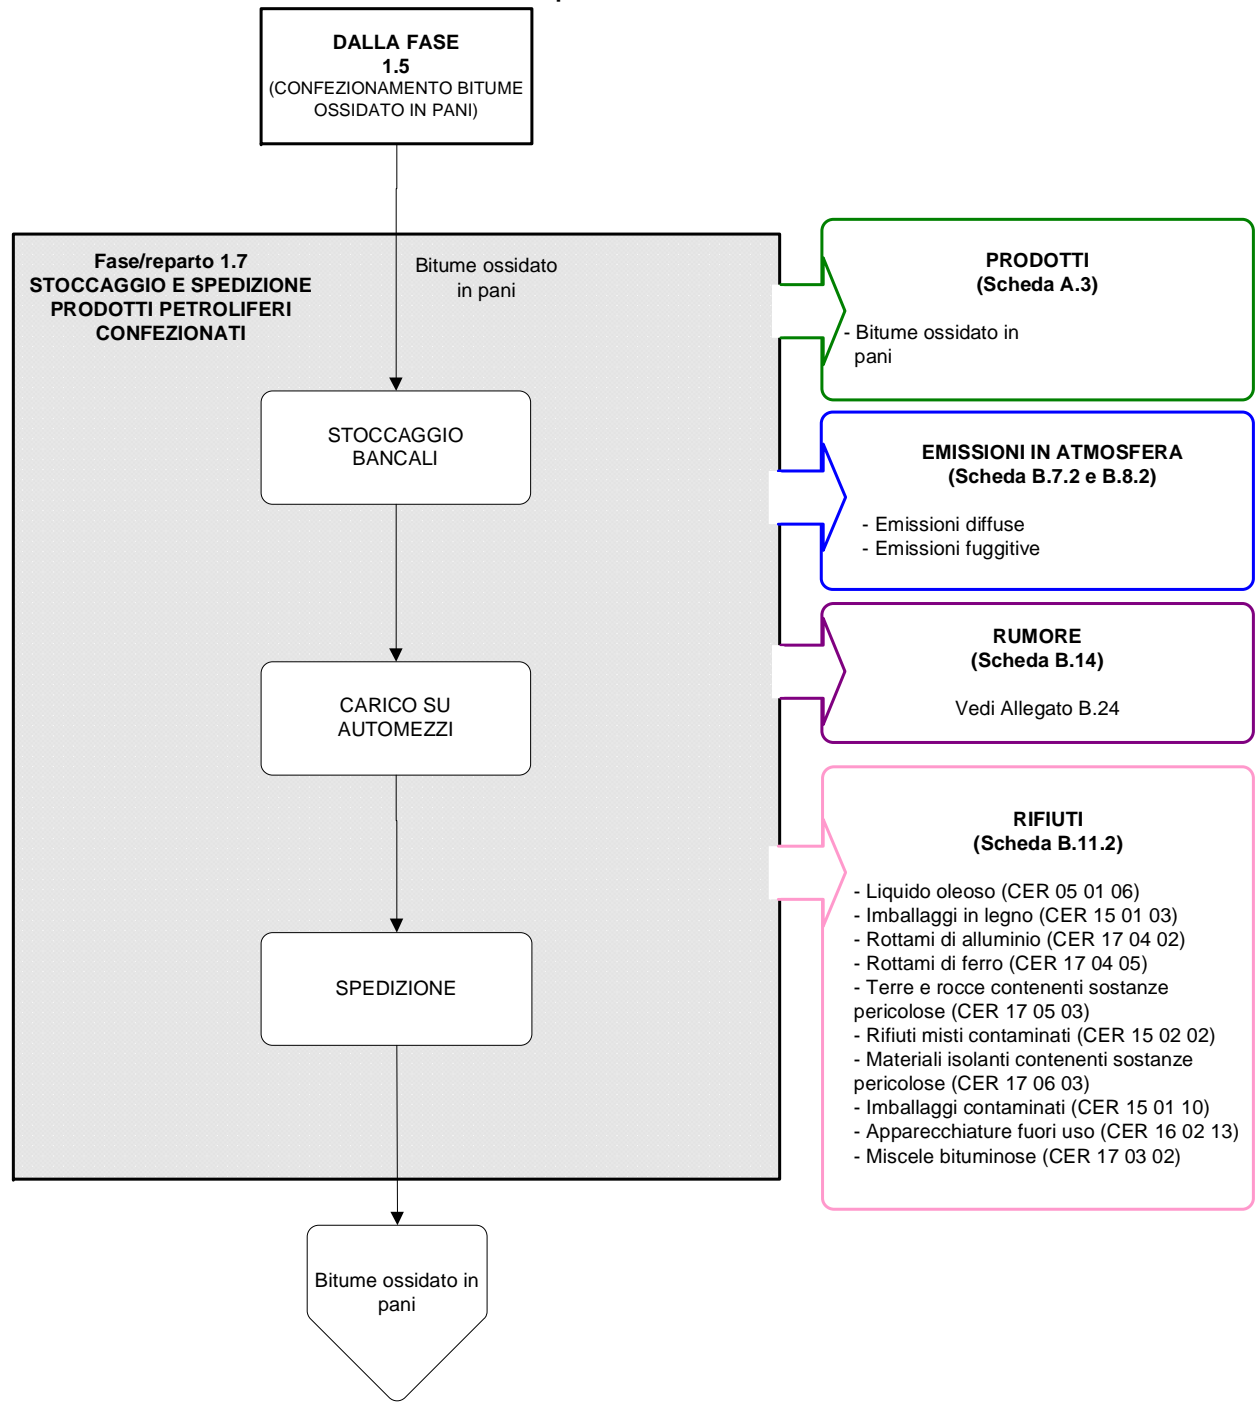 DALLA FASE
1.5
(CONFEZIONAMENTO BITUME
OSSIDATO IN PANI)
Fase/reparto 1.7
STOCCAGGIO E SPEDIZIONE
PRODOTTI PETROLIFERI
CONFEZIONATI
Bitume ossidato
in pani
STOCCAGGIO
BANCALI
CARICO SU
AUTOMEZZI
SPEDIZIONE
Bitume ossidato in
pani
PRODOTTI
(Scheda A.3)
- Bitume ossidato in
pani
EMISSIONI IN ATMOSFERA
(Scheda B.7.2 e B.8.2)
- Emissioni diffuse
- Emissioni fuggitive
RUMORE
(Scheda B.14)
Vedi Allegato B.24
RIFIUTI
(Scheda B.11.2)
- Liquido oleoso (CER 05 01 06)
- Imballaggi in legno (CER 15 01 03)
- Rottami di alluminio (CER 17 04 02)
- Rottami di ferro (CER 17 04 05)
- Terre e rocce contenenti sostanze
pericolose (CER 17 05 03)
- Rifiuti misti contaminati (CER 15 02 02)
- Materiali isolanti contenenti sostanze
pericolose (CER 17 06 03)
- Imballaggi contaminati (CER 15 01 10)
- Apparecchiature fuori uso (CER 16 02 13)
- Miscele bituminose (CER 17 03 02)